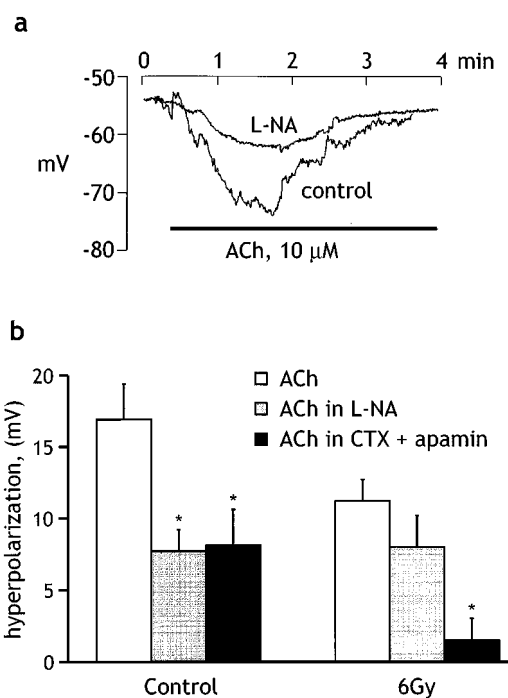 a
0 1 2 3 4 min
-50
-60
-70
-80
mV
L-NA
control
ACh, 10 μM
b
20
15
10
5
0
hyperpolarization, (mV)
ACh
ACh in L-NA
ACh in CTX + apamin
* * *
Control 6Gy